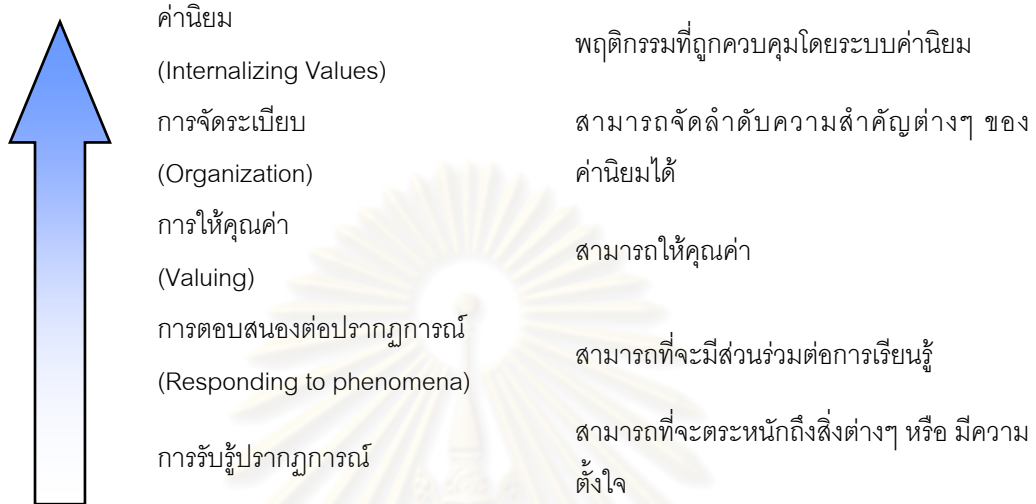 ค่านิยม
(Internalizing Values)
พฤติกรรมที่ถูกควบคุมโดยระบบค่านิยม
การจัดระเบียบ
(Organization)
สามารถจัดลำดับความสำคัญต่างๆ ของ
ค่านิยมได้
การให้คุณค่า
(Valuing)
สามารถให้คุณค่า
การตอบสนองต่อปรากฏการณ์
(Responding to phenomena)
สามารถที่จะมีส่วนร่วมต่อการเรียนรู้
การรับรู้ปรากฏการณ์
สามารถที่จะตระหนักถึงสิ่งต่างๆ หรือ มีความ
ตั้งใจ